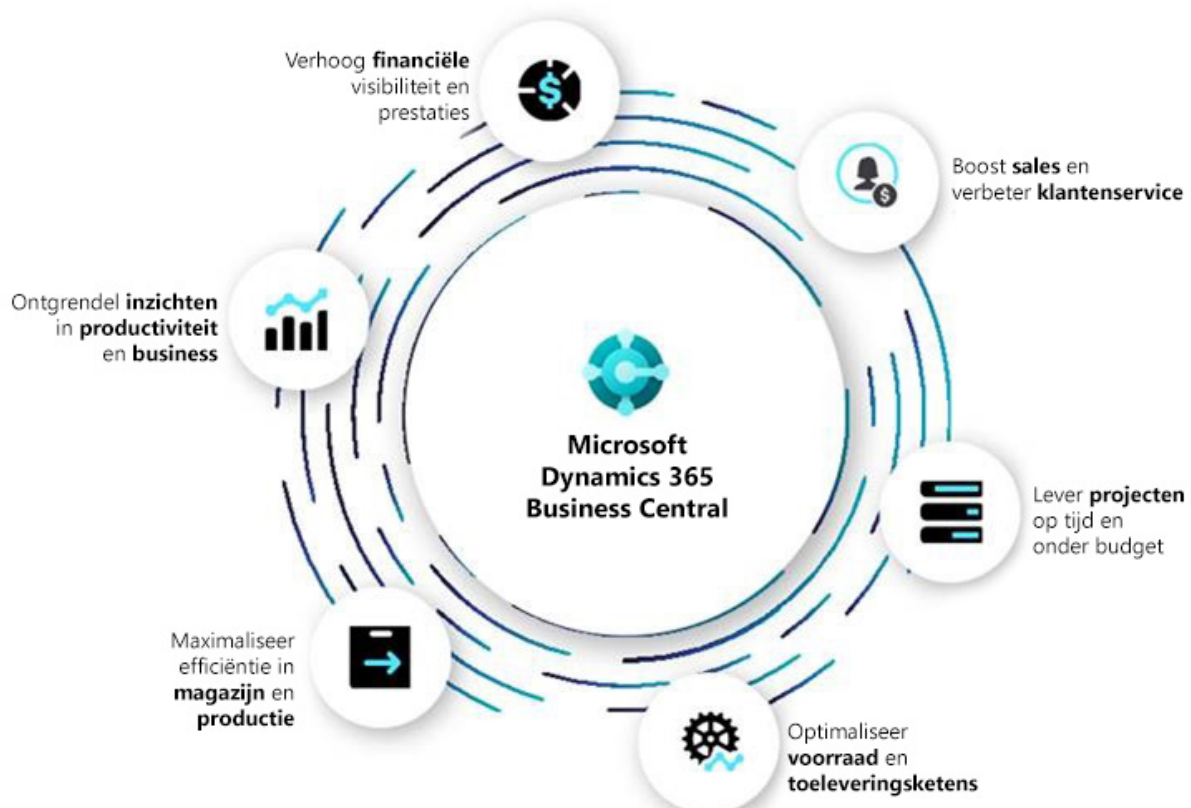 Verhoog financiële
visibiliteit en
prestaties
Boost sales en
verbeter klantenservice
Ontgrendel inzichten
in productiviteit
en business
Microsoft
Dynamics 365
Business Central
Lever projecten
op tijd en
onder budget
Maximaliseer
efficiëntie in
magazijn en
productie
Optimaliseer
voorraad en
toeleveringsketens